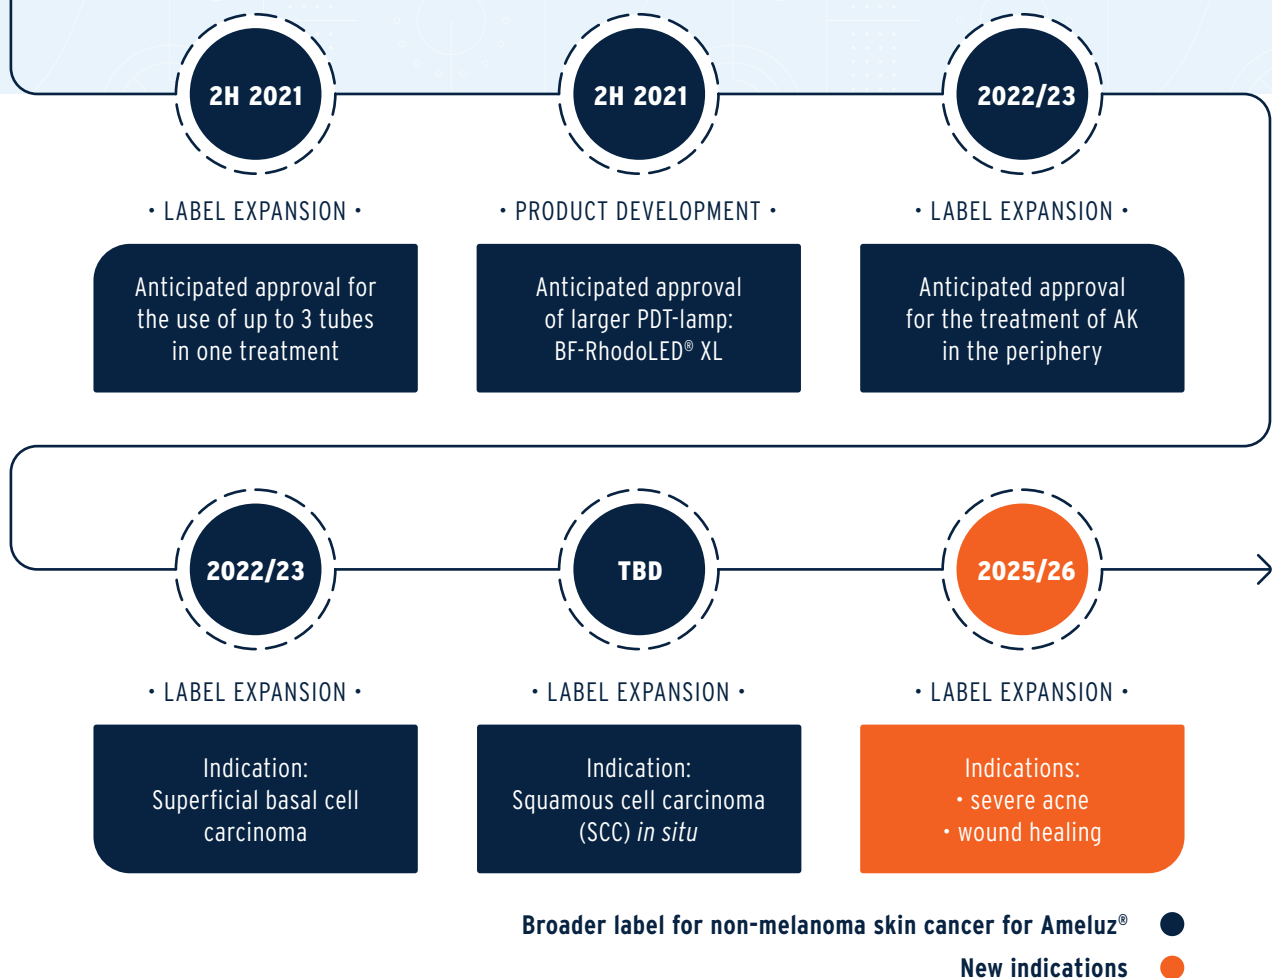 2H 2021
2H 2021
2022/23
• LABEL EXPANSION •
• PRODUCT DEVELOPMENT •
• LABEL EXPANSION •
Anticipated approval for
the use of up to 3 tubes
in one treatment
Anticipated approval
of larger PDT-lamp:
BF-RhodoLED® XL
Anticipated approval
for the treatment of AK
in the periphery
2022/23
TBD
2025/26
• LABEL EXPANSION •
• LABEL EXPANSION •
• LABEL EXPANSION •
Indication:
Superficial basal cell
carcinoma
Indication:
Squamous cell carcinoma
(SCC) in situ
Indications:
• severe acne
• wound healing
Broader label for non-melanoma skin cancer for Ameluz®
New indications